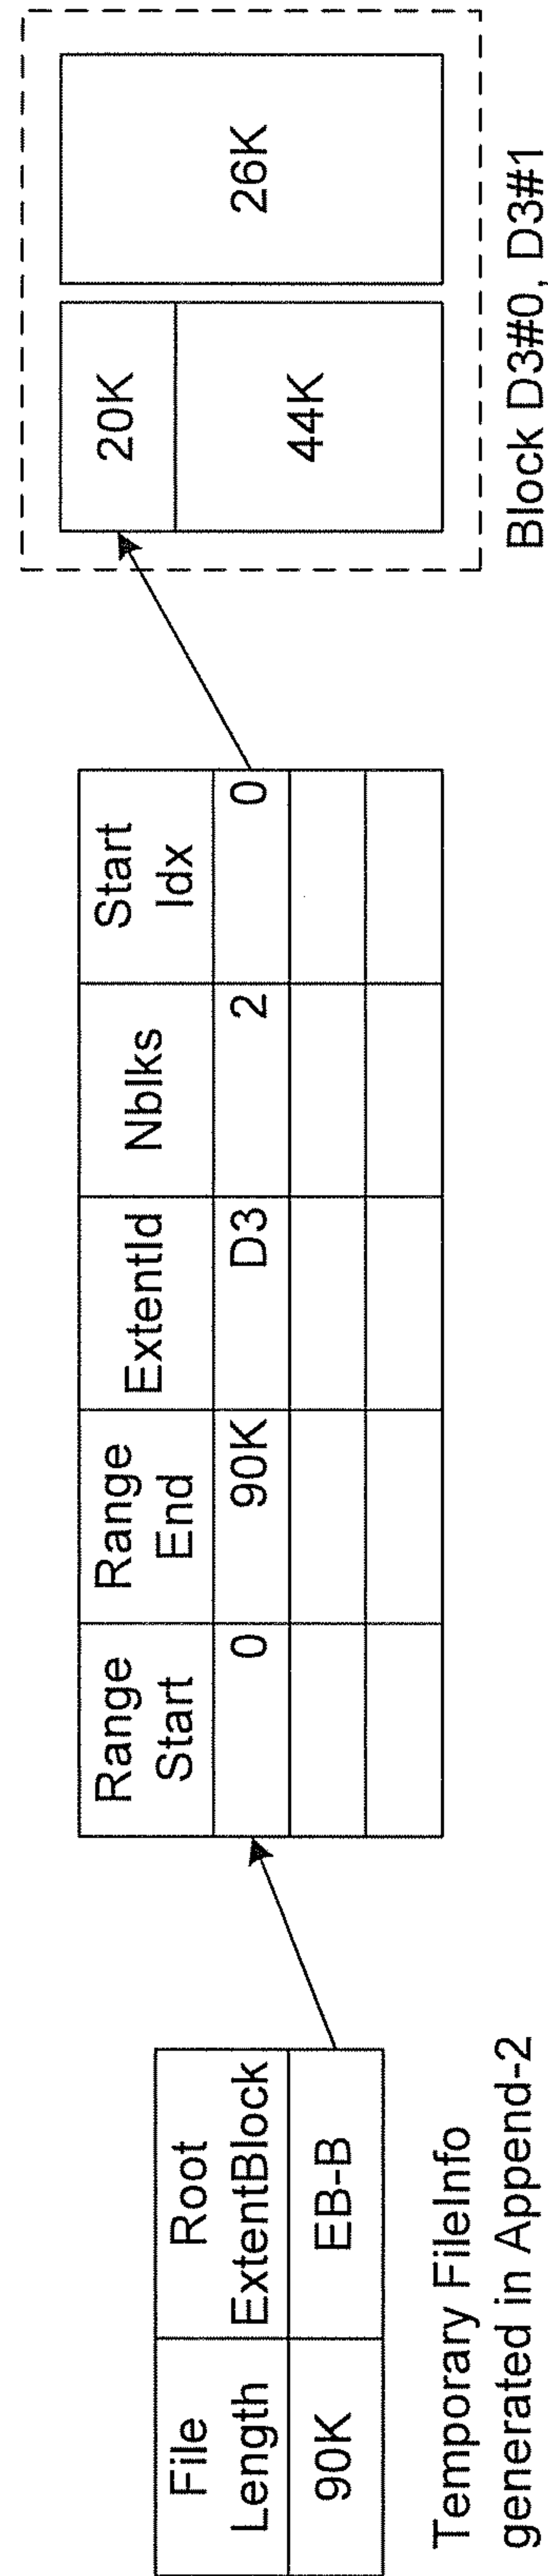 File
Length
Root
ExtentBlock
90K
EB-B
Temporary FileInfo
generated in Append-2
Range
Start
Range
End
ExtentId
Nblks
Start
Idx
0
90K
D3
2
0
20K
44K
26K
Block D3#0, D3#1